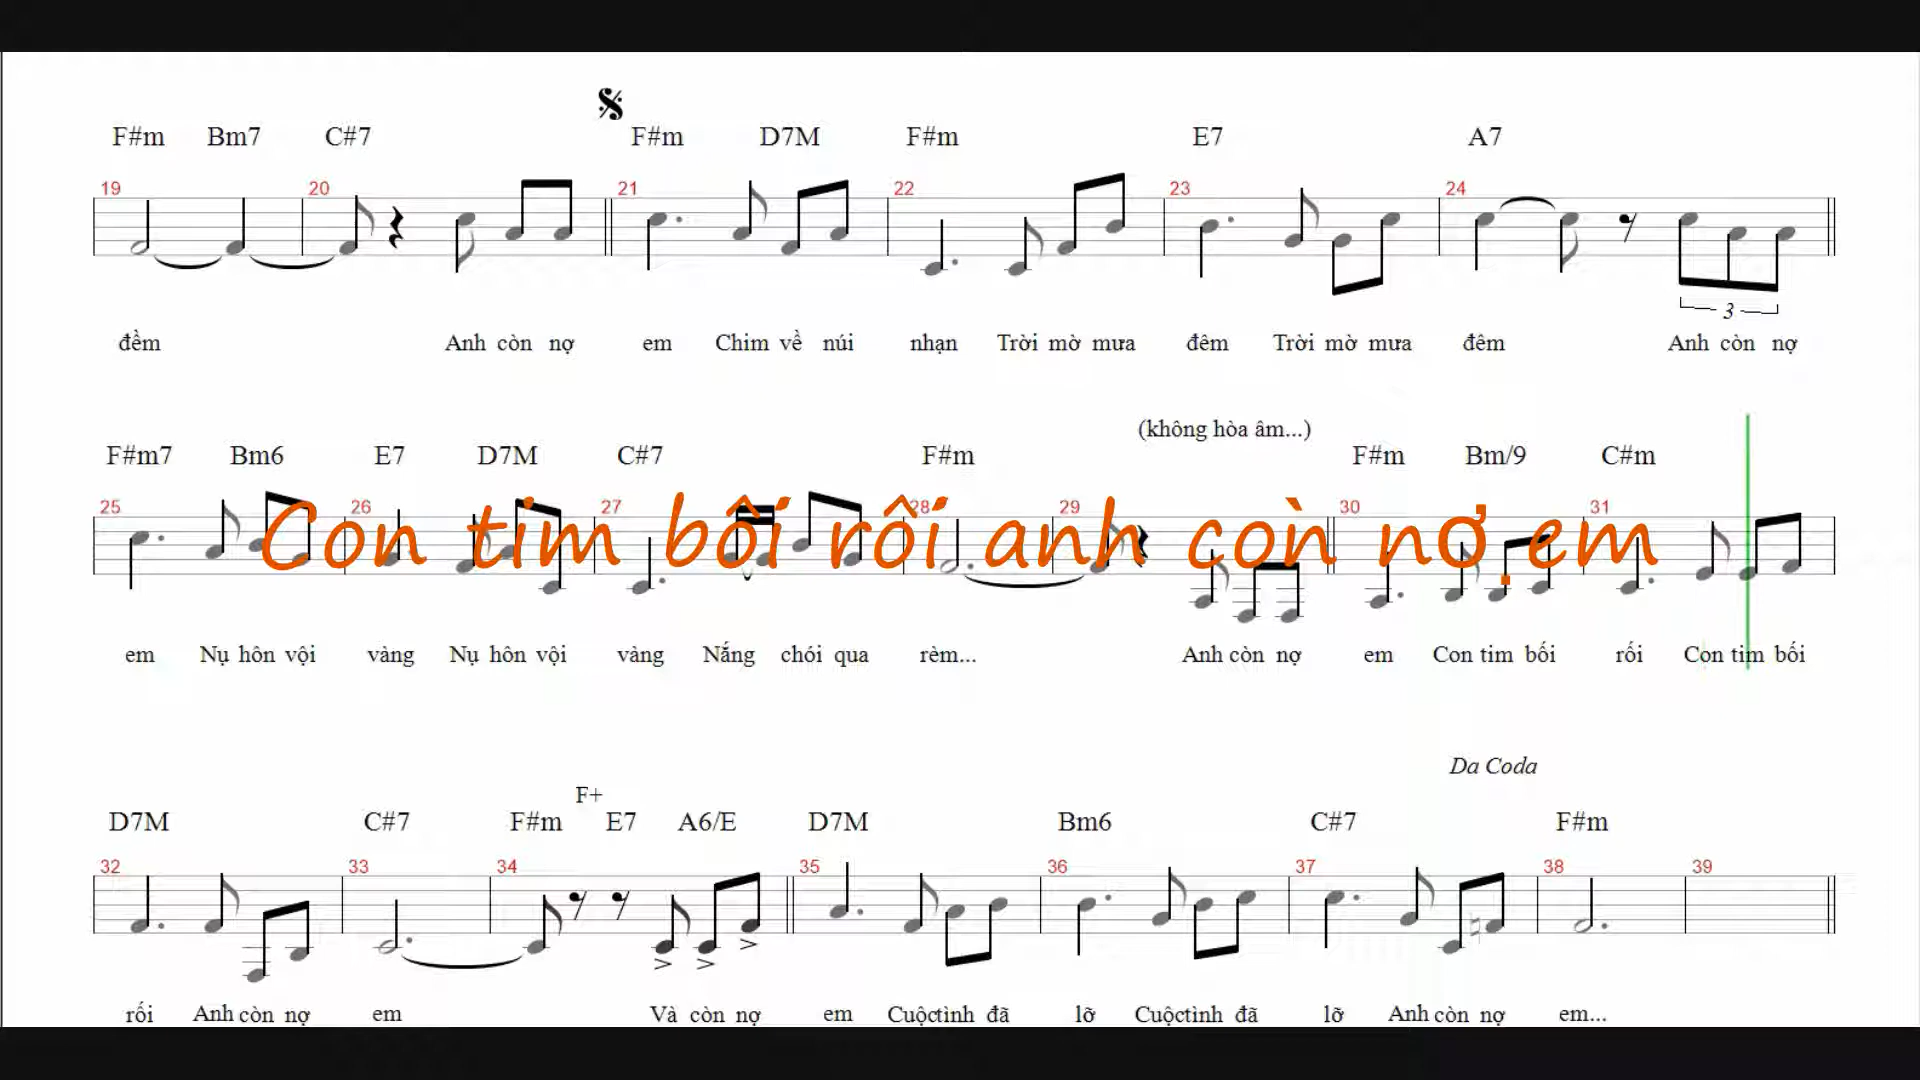 F#m Bm7 C#7 F#m D7M F#m E7 A7
19 20 21 22 23 24
3
đềm Anh còn nợ em Chim về núi nhạn Trời mờ mưa đêm Trời mờ mưa đêm Anh còn nợ
(không hòa âm...)
F#m7 Bm6 E7 D7M C#7 F#m F#m Bm/9 C#m
25 26 27 28 29 30 31
Con tim bối rối anh còn nợ em
em Nụ hôn vội vàng Nụ hôn vội vàng Nắng chói qua rèm... Anh còn nợ em Con tim bối rối Con tim bối
Da Coda
F+
D7M C#7 F#m E7 A6/E D7M Bm6 C#7 F#m
32 33 34 35 36 37 38 39
rối Anh còn nợ em Và còn nợ em Cuộctình đã lỡ Cuộctình đã lỡ Anh còn nợ em...